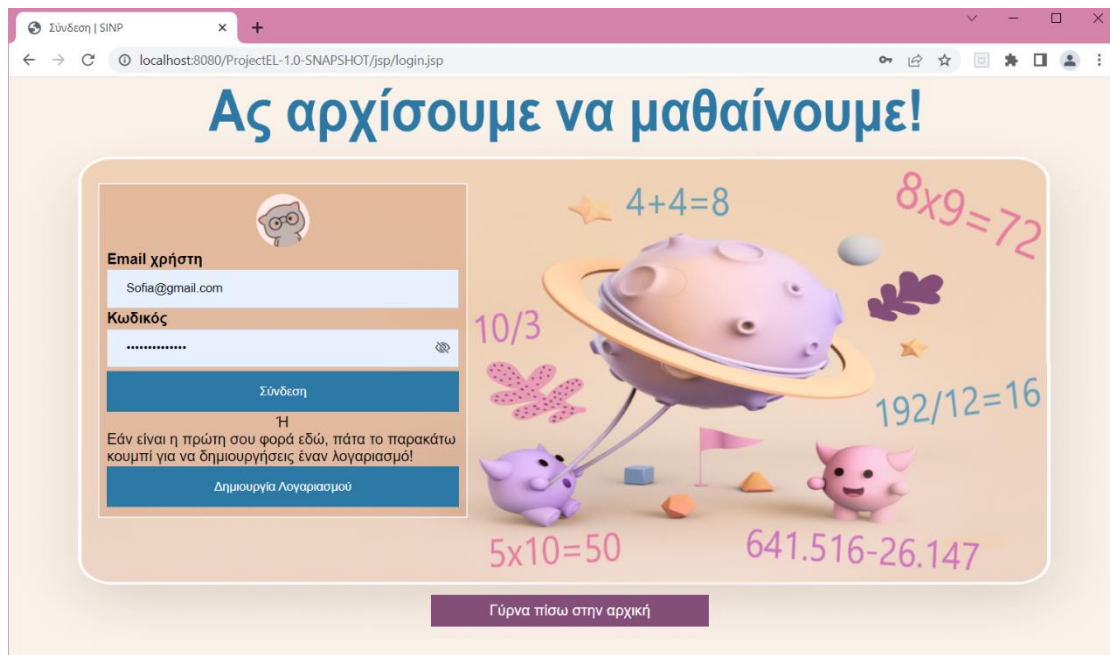 Σύνδεση | SINP
localhost:8080/ProjectEL-1.0-SNAPSHOT/jsp/login.jsp
Ας αρχίσουμε να μαθαίνουμε!
Email χρήστη
Sofia@gmail.com
Κωδικός
••••••••••••••
Σύνδεση
Ή
Εάν είναι η πρώτη σου φορά εδώ, πάτα το παρακάτω
κουμπί για να δημιουργήσεις έναν λογαριασμό!
Δημιουργία Λογαριασμού
4+4=8
8x9=72
10/3
192/12=16
5x10=50
641.516-26.147
Γύρνα πίσω στην αρχική